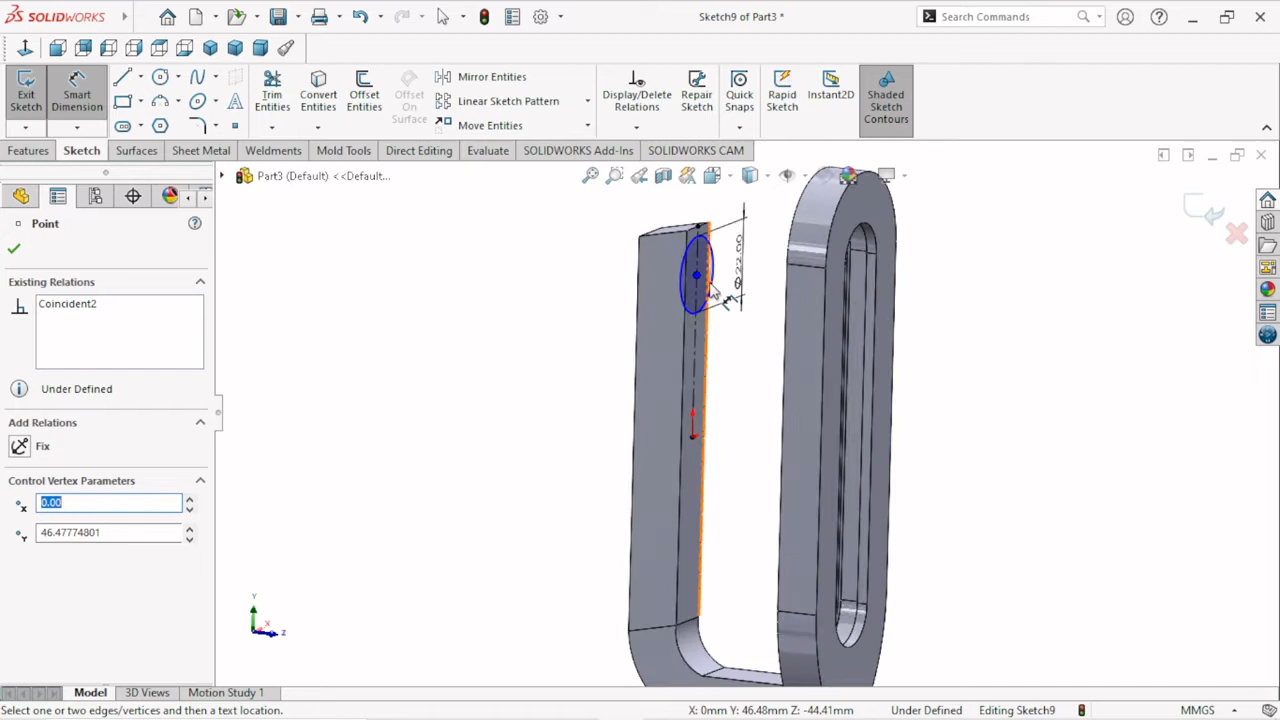 SOLIDWORKS
Sketch9 of Part3 *
Search Commands
Exit Sketch
Smart Dimension
Trim Entities
Convert Entities
Offset Entities
Offset On Surface
Mirror Entities
Linear Sketch Pattern
Move Entities
Display/Delete Relations
Repair Sketch
Quick Snaps
Rapid Sketch
Instant2D
Shaded Sketch Contours
Features
Sketch
Surfaces
Sheet Metal
Weldments
Mold Tools
Direct Editing
Evaluate
SOLIDWORKS Add-Ins
SOLIDWORKS CAM
Part3 (Default) <<Default...
Point
Existing Relations
Coincident2
Under Defined
Add Relations
Fix
Control Vertex Parameters
0.00
46.47774801
Ø22.00
Y
X
Z
Model
3D Views
Motion Study 1
Select one or two edges/vertices and then a text location.
X: 0mm Y: 46.48mm Z: -44.41mm
Under Defined
Editing Sketch9
MMGS